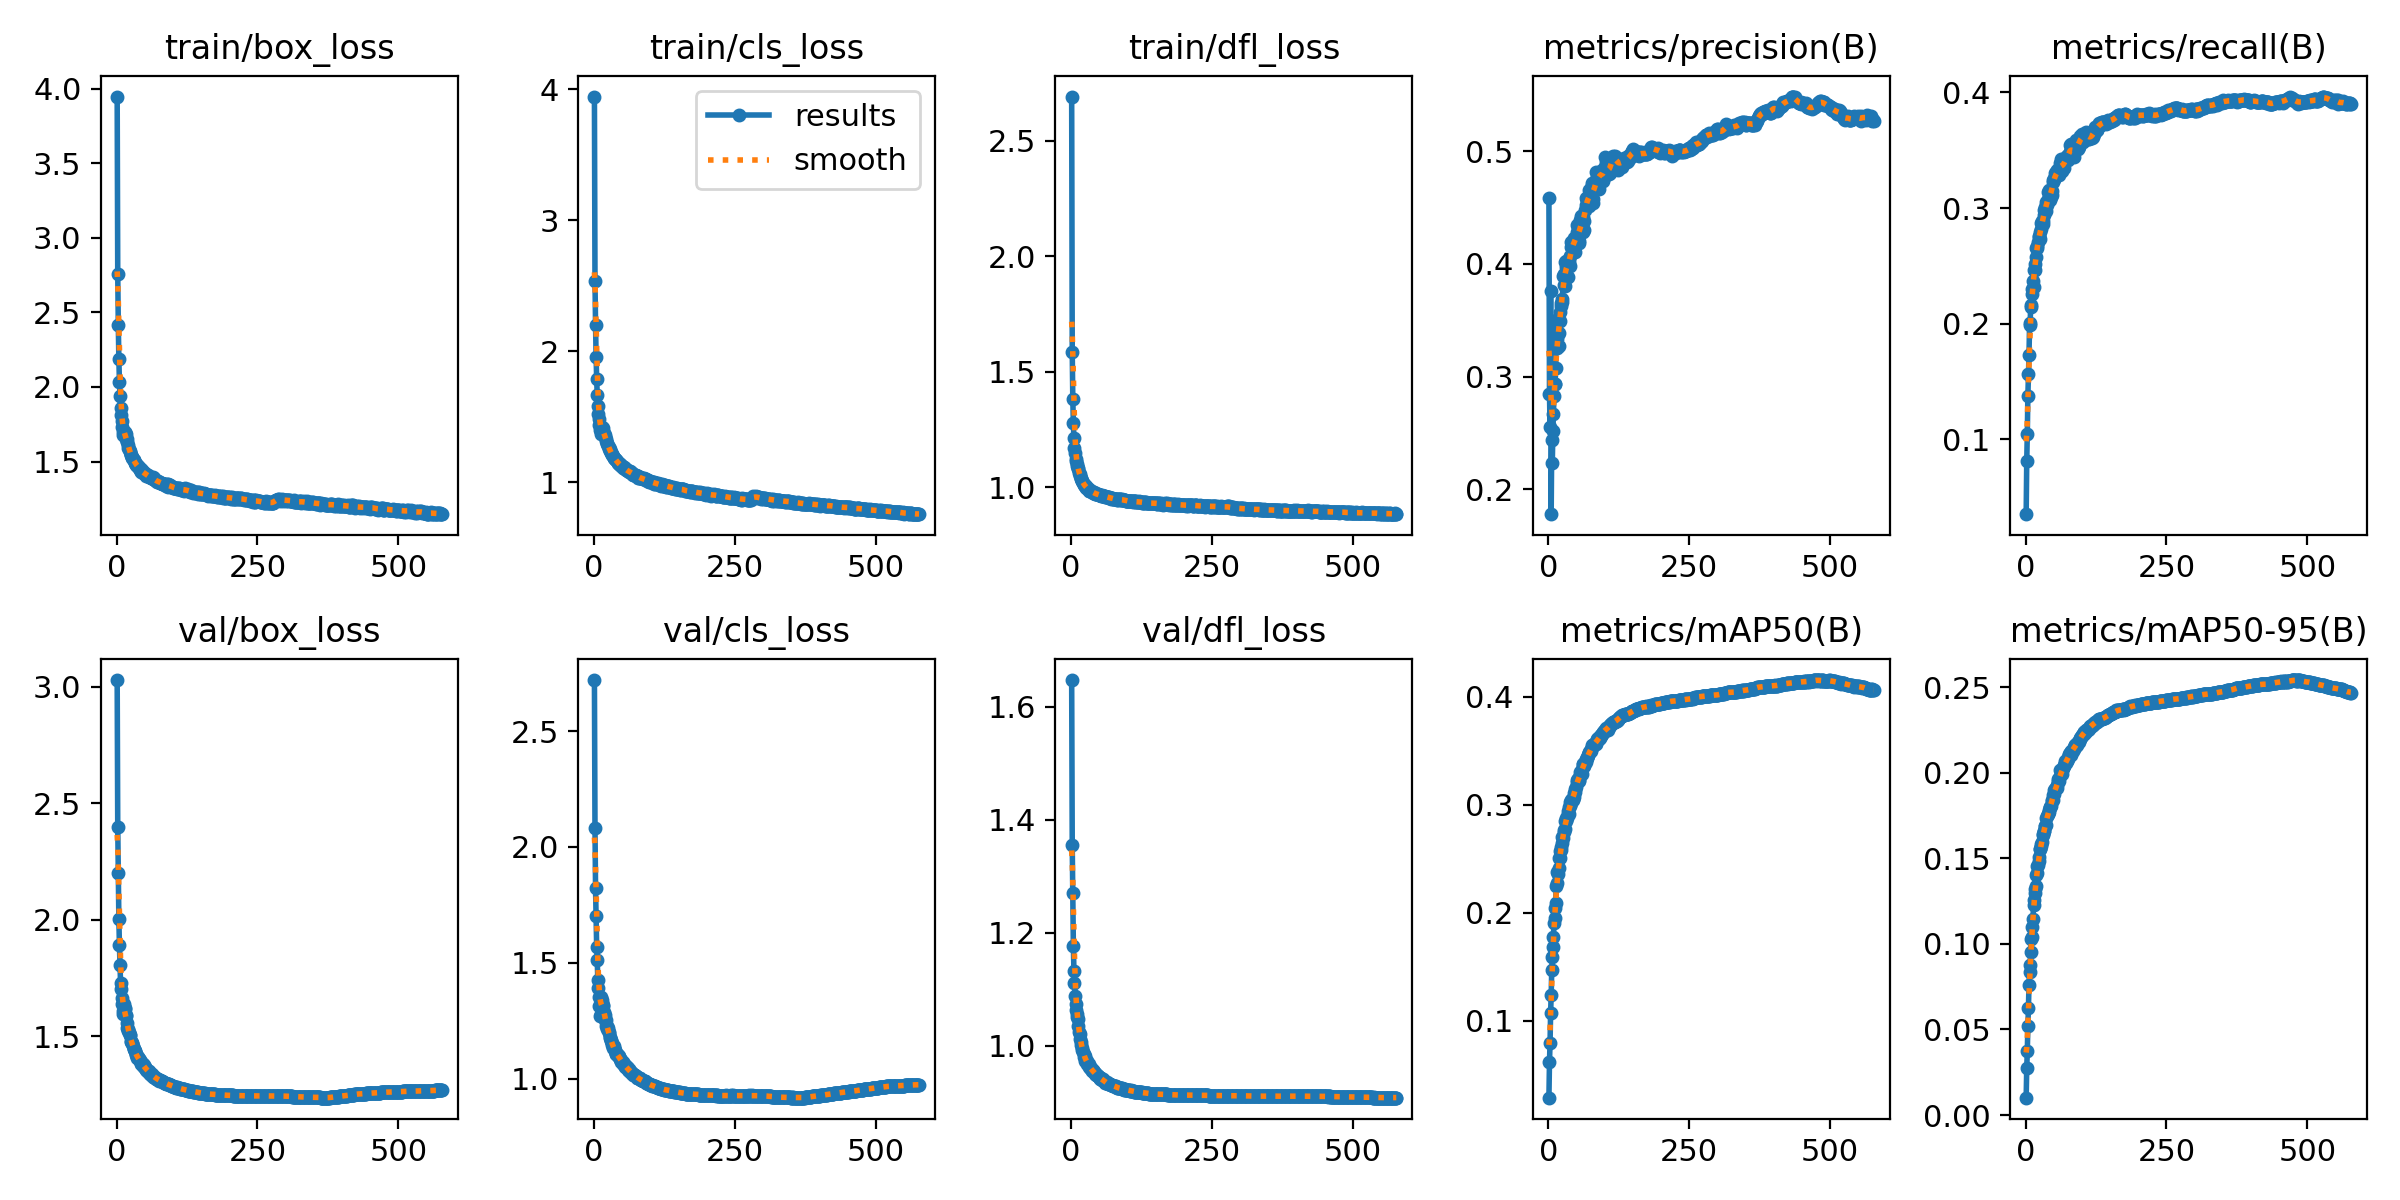 train/box_loss
4.0
3.5
3.0
2.5
2.0
1.5
0 250 500
train/cls_loss
results
smooth
4
3
2
1
0 250 500
train/dfl_loss
2.5
2.0
1.5
1.0
0 250 500
metrics/precision(B)
0.5
0.4
0.3
0.2
0 250 500
metrics/recall(B)
0.4
0.3
0.2
0.1
0 250 500
val/box_loss
3.0
2.5
2.0
1.5
0 250 500
val/cls_loss
2.5
2.0
1.5
1.0
0 250 500
val/dfl_loss
1.6
1.4
1.2
1.0
0 250 500
metrics/mAP50(B)
0.4
0.3
0.2
0.1
0 250 500
metrics/mAP50-95(B)
0.25
0.20
0.15
0.10
0.05
0.00
0 250 500